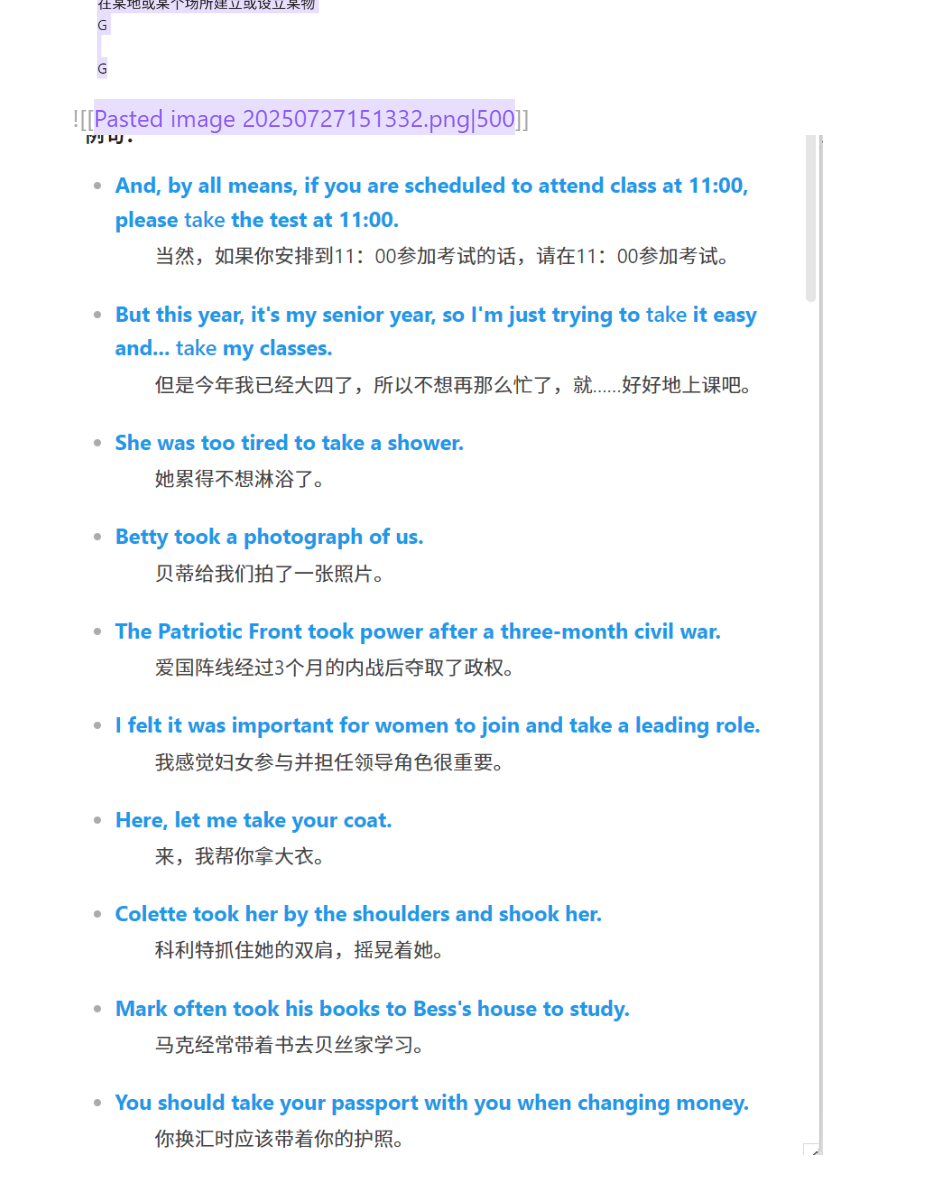 在某地或某个场所建立或设立某物
G
G
![[Pasted image 20250727151332.png|500]]
例句：
And, by all means, if you are scheduled to attend class at 11:00,
please take the test at 11:00.
当然，如果你安排到11：00参加考试的话，请在11：00参加考试。
But this year, it's my senior year, so I'm just trying to take it easy
and... take my classes.
但是今年我已经大四了，所以不想再那么忙了，就......好好地上课吧。
She was too tired to take a shower.
她累得不想淋浴了。
Betty took a photograph of us.
贝蒂给我们拍了一张照片。
The Patriotic Front took power after a three-month civil war.
爱国阵线经过3个月的内战后夺取了政权。
I felt it was important for women to join and take a leading role.
我感觉妇女参与并担任领导角色很重要。
Here, let me take your coat.
来，我帮你拿大衣。
Colette took her by the shoulders and shook her.
科利特抓住她的双肩，摇晃着她。
Mark often took his books to Bess's house to study.
马克经常带着书去贝丝家学习。
You should take your passport with you when changing money.
你换汇时应该带着你的护照。